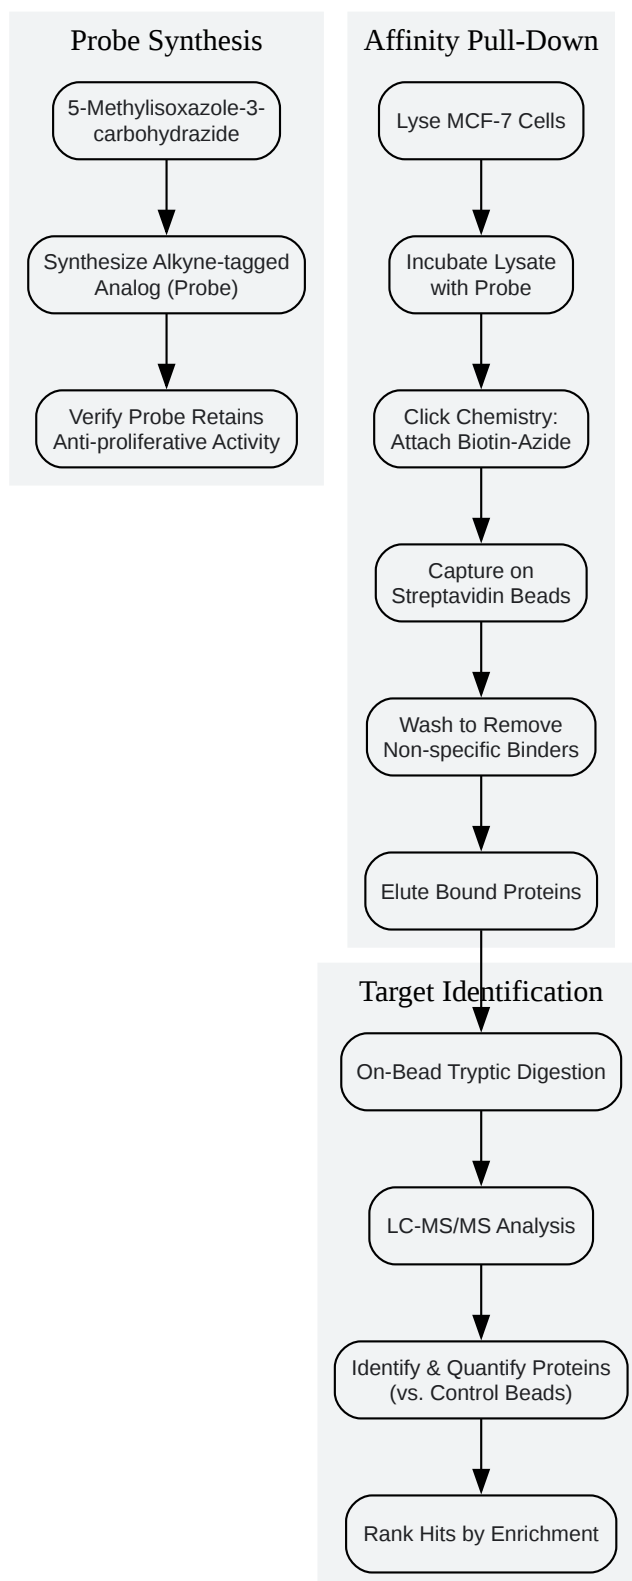 Probe Synthesis
5-Methylisoxazole-3-
carbohydrazide
Synthesize Alkyne-tagged
Analog (Probe)
Verify Probe Retains
Anti-proliferative Activity
Affinity Pull-Down
Lyse MCF-7 Cells
Incubate Lysate
with Probe
Click Chemistry:
Attach Biotin-Azide
Capture on
Streptavidin Beads
Wash to Remove
Non-specific Binders
Elute Bound Proteins
Target Identification
On-Bead Tryptic Digestion
LC-MS/MS Analysis
Identify & Quantify Proteins
(vs. Control Beads)
Rank Hits by Enrichment